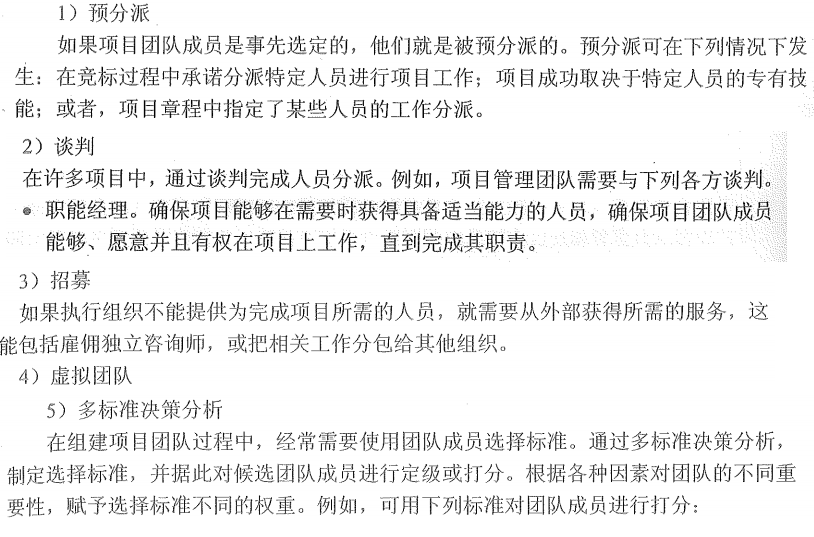 1）预分派
如果项目团队成员是事先选定的，他们就是被预分派的。预分派可在下列情况下发
生：在竞标过程中承诺分派特定人员进行项目工作；项目成功取决于特定人员的专有技
能；或者，项目章程中指定了某些人员的工作分派。
2）谈判
在许多项目中，通过谈判完成人员分派。例如，项目管理团队需要与下列各方谈判。
● 职能经理。确保项目能够在需要时获得具备适当能力的人员，确保项目团队成员
能够、愿意并且有权在项目上工作，直到完成其职责。
3）招募
如果执行组织不能提供为完成项目所需的人员，就需要从外部获得所需的服务，这
能包括雇佣独立咨询师，或把相关工作分包给其他组织。
4）虚拟团队
5）多标准决策分析
在组建项目团队过程中，经常需要使用团队成员选择标准。通过多标准决策分析，
制定选择标准，并据此对候选团队成员进行定级或打分。根据各种因素对团队的不同重
要性，赋予选择标准不同的权重。例如，可用下列标准对团队成员进行打分：